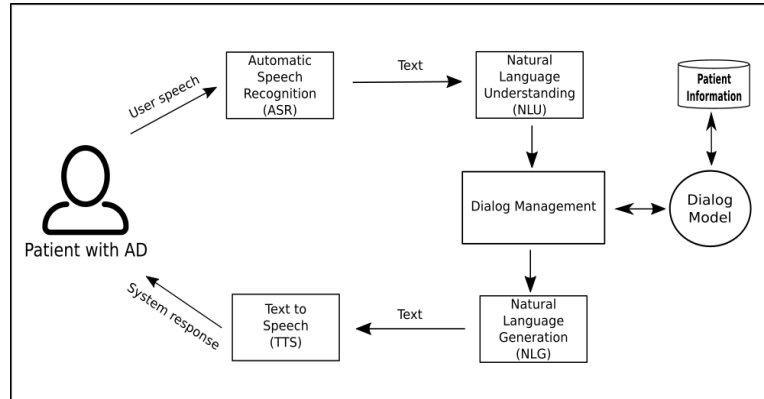 User speech
Automatic
Speech
Recognition
(ASR)
Text
Natural
Language
Understanding
(NLU)
Patient
Information
Dialog Management
Dialog
Model
Patient with AD
System response
Text to
Speech
(TTS)
Text
Natural
Language
Generation
(NLG)